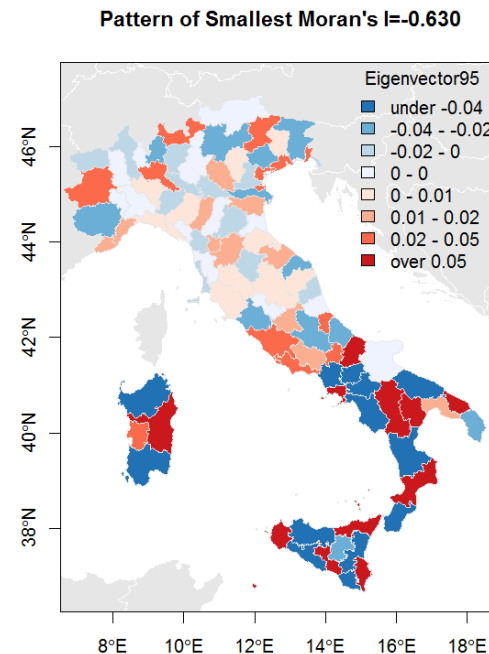 Pattern of Smallest Moran's I=-0.630
Eigenvector95
under -0.04
-0.04 - -0.02
-0.02 - 0
0 - 0
0 - 0.01
0.01 - 0.02
0.02 - 0.05
over 0.05
46°N
44°N
42°N
40°N
38°N
8°E 10°E 12°E 14°E 16°E 18°E